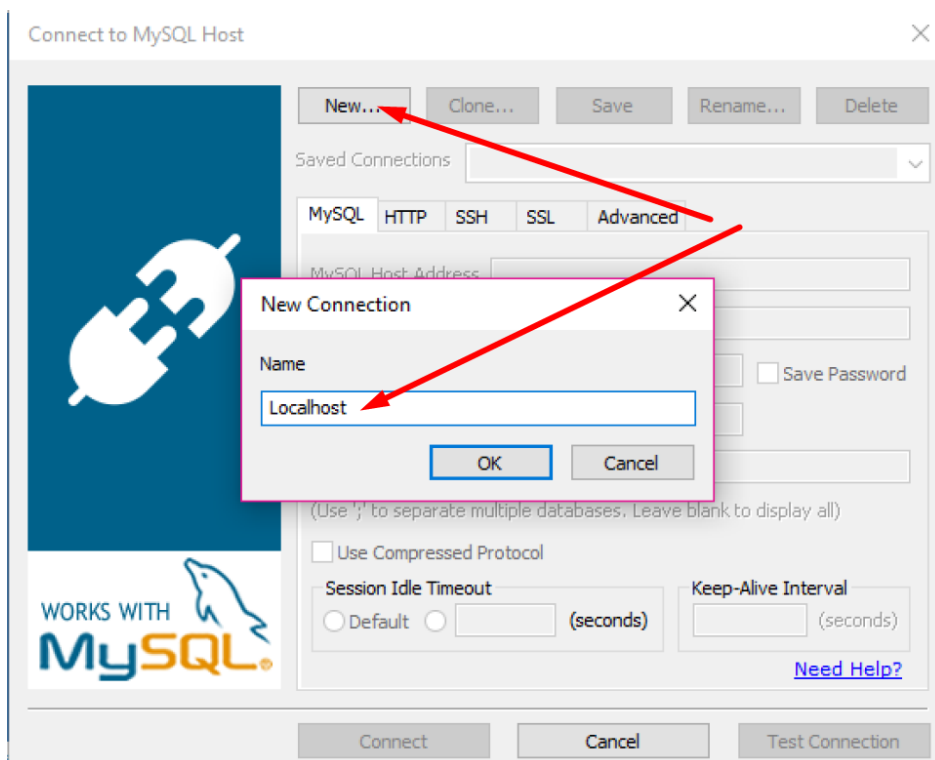 Connect to MySQL Host
New... Clone... Save Rename... Delete
Saved Connections
MySQL HTTP SSH SSL Advanced
MySQL Host Address
New Connection
Name
Save Password
Localhost
OK Cancel
(Use ';' to separate multiple databases. Leave blank to display all)
Use Compressed Protocol
Session Idle Timeout Keep-Alive Interval
Default (seconds) (seconds)
WORKS WITH
MySQL®
Need Help?
Connect Cancel Test Connection